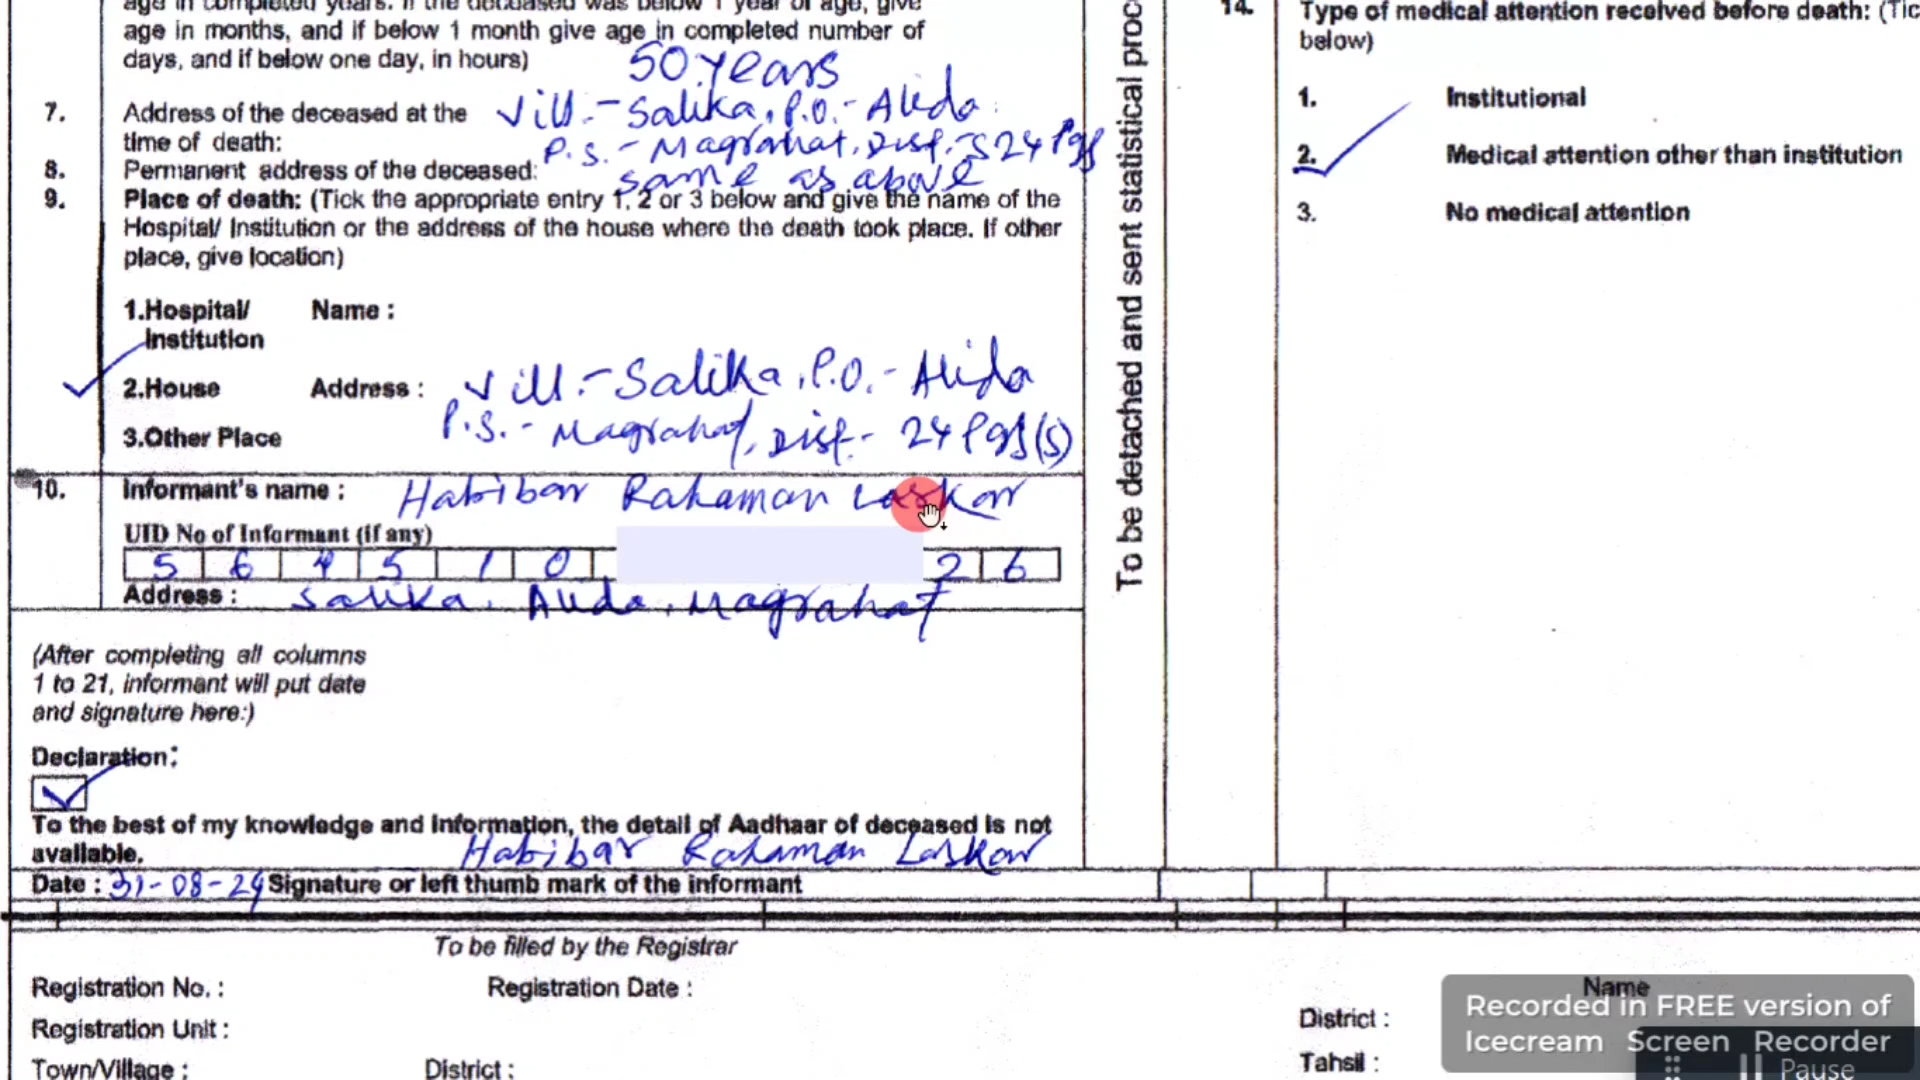 age in completed years. If the deceased was below 1 year of age, give
age in months, and if below 1 month give age in completed number of
days, and if below one day, in hours) 50 years
7. Address of the deceased at the time of death: Vill.- Salika, P.O.- Alida
P.S.- Magrahat, Dist.- S 24 Pgs
8. Permanent address of the deceased: same as above
9. Place of death: (Tick the appropriate entry 1, 2 or 3 below and give the name of the
Hospital/ Institution or the address of the house where the death took place. If other
place, give location)
1.Hospital/ Institution Name :
2.House Address : Vill.- Salika, P.O.- Alida
3.Other Place P.S.- Magrahat, Dist.- 24 Pgs(S)
10. Informant's name : Habibar Rahaman Laskar
UID No of Informant (if any)
5 6 4 5 1 0 2 6
Address : Salika, Alida, Magrahat
(After completing all columns
1 to 21, informant will put date
and signature here:)
Declaration:
To the best of my knowledge and information, the detail of Aadhaar of deceased is not
available. Habibar Rahaman Laskar
Date : 31-08-24 Signature or left thumb mark of the informant
To be filled by the Registrar
Registration No. : Registration Date :
Registration Unit :
Town/Village : District :
To be detached and sent statistical proc
14. Type of medical attention received before death: (Tic
below)
1. Institutional
2. Medical attention other than institution
3. No medical attention
Name
District :
Tahsil :
Recorded in FREE version of
Icecream Screen Recorder
Pause